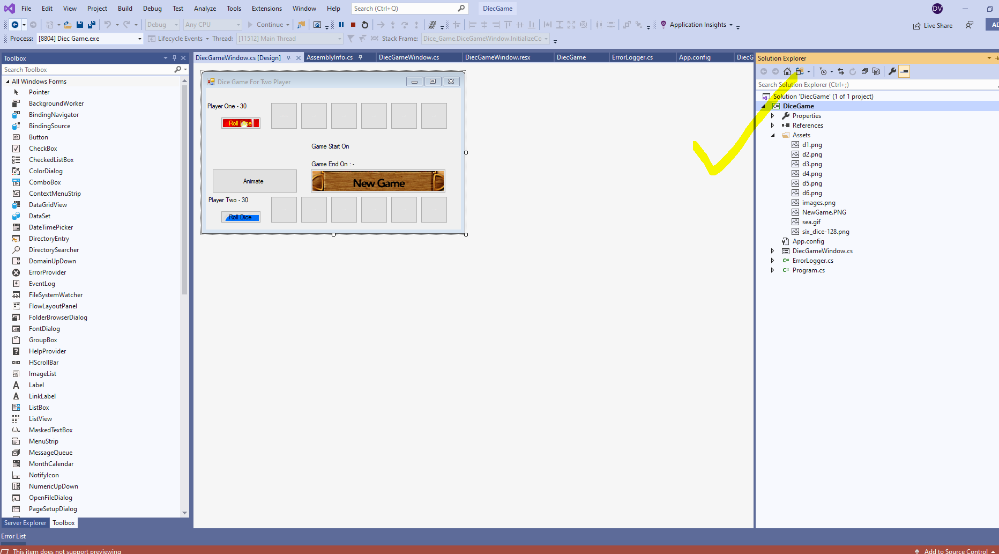 File Edit View Project Build Debug Test Analyze Tools Extensions Window Help Search (Ctrl+Q) DiecGame DV
Debug Any CPU Continue Application Insights Live Share AD
Process: [8804] Diec Game.exe Lifecycle Events Thread: [11512] Main Thread Stack Frame: Dice_Game.DiceGameWindow.InitializeCo
Toolbox
Search Toolbox
All Windows Forms
Pointer
BackgroundWorker
BindingNavigator
BindingSource
Button
CheckBox
CheckedListBox
ColorDialog
ComboBox
ContextMenuStrip
DataGridView
DataSet
DateTimePicker
DirectoryEntry
DirectorySearcher
DomainUpDown
ErrorProvider
EventLog
FileSystemWatcher
FlowLayoutPanel
FolderBrowserDialog
FontDialog
GroupBox
HelpProvider
HScrollBar
ImageList
Label
LinkLabel
ListBox
ListView
MaskedTextBox
MenuStrip
MessageQueue
MonthCalendar
NotifyIcon
NumericUpDown
OpenFileDialog
PageSetupDialog
Server Explorer Toolbox
DiecGameWindow.cs [Design] AssemblyInfo.cs DiecGameWindow.cs DiecGameWindow.resx DiecGame ErrorLogger.cs App.config DiecG
Dice Game For Two Player
Player One - 30
Roll Dice
Game Start On
Game End On : -
Animate
New Game
Player Two - 30
Roll Dice
Solution Explorer
Search Solution Explorer (Ctrl+;)
Solution 'DiecGame' (1 of 1 project)
C# DiceGame
Properties
References
Assets
d1.png
d2.png
d3.png
d4.png
d5.png
d6.png
images.png
NewGame.PNG
sea.gif
six_dice-128.png
App.config
DiecGameWindow.cs
C# ErrorLogger.cs
C# Program.cs
Error List
This item does not support previewing
Add to Source Control